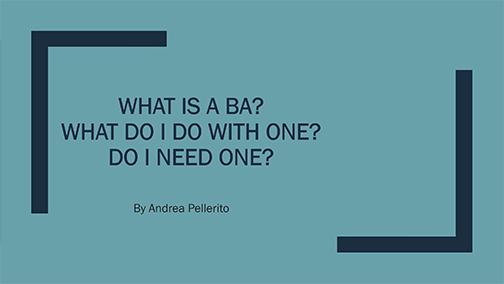 WHAT IS A BA?
WHAT DO I DO WITH ONE?
DO I NEED ONE?
By Andrea Pellerito